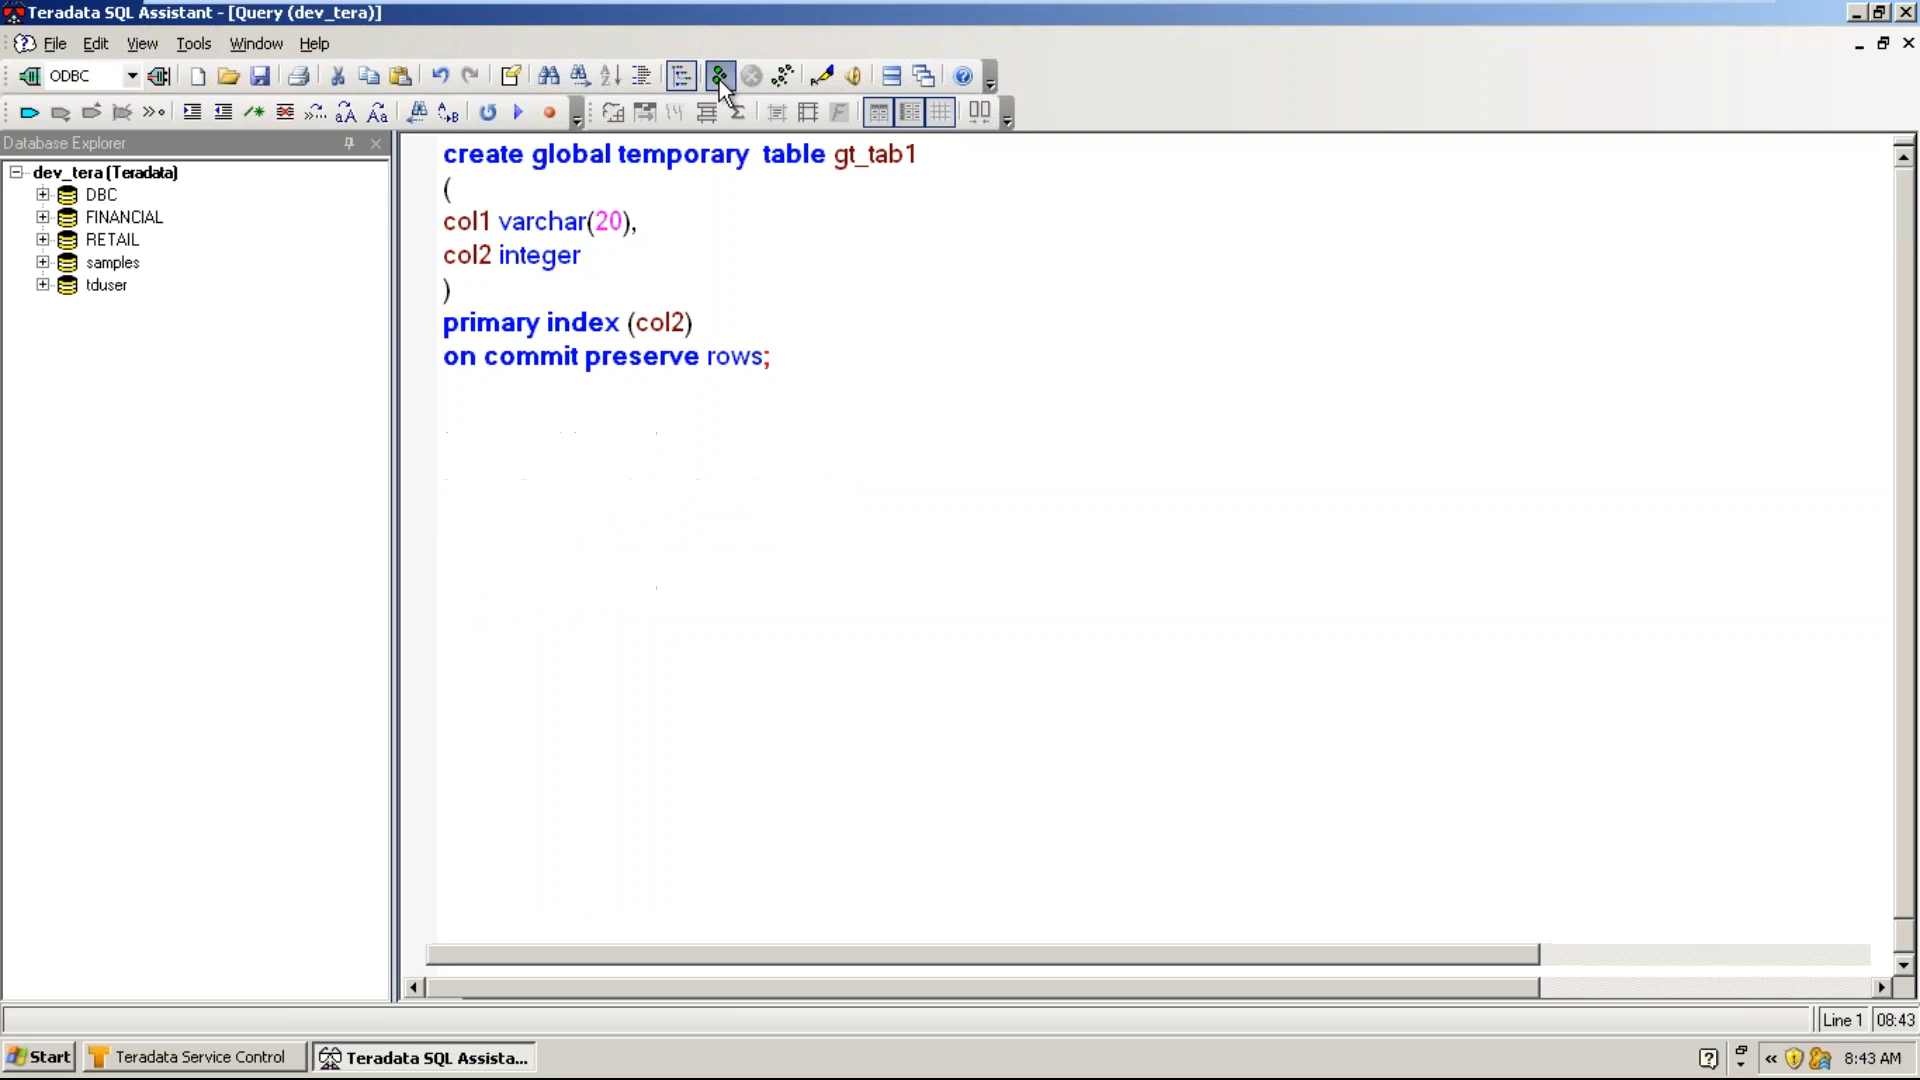 Teradata SQL Assistant - [Query (dev_tera)]
File Edit View Tools Window Help
ODBC
Database Explorer
dev_tera (Teradata)
DBC
FINANCIAL
RETAIL
samples
tduser
create global temporary  table gt_tab1
(
col1 varchar(20),
col2 integer
)
primary index (col2)
on commit preserve rows;
Line 1 08:43
Start Teradata Service Control Teradata SQL Assista... 8:43 AM